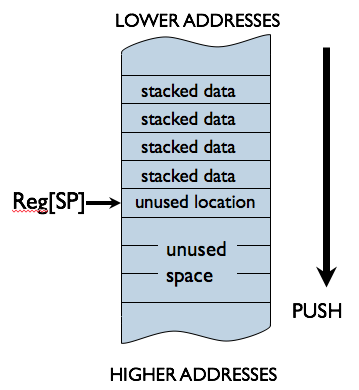 LOWER ADDRESSES
stacked data
stacked data
stacked data
stacked data
Reg[SP]
unused location
unused
space
PUSH
HIGHER ADDRESSES